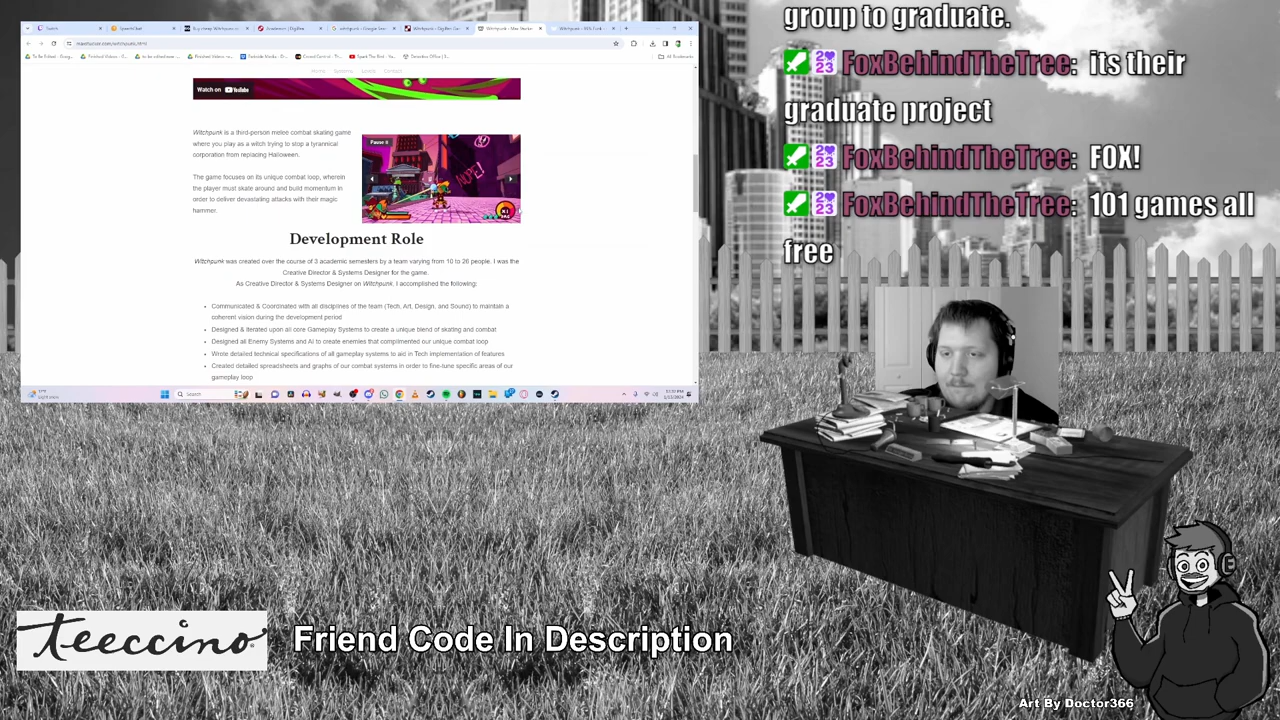 group to graduate.
FoxBehindTheTree: its their
graduate project
FoxBehindTheTree: FOX!
FoxBehindTheTree: 101 games all
free
Watch on YouTube
Witchpunk is a third-person melee combat skating game
where you play as a witch trying to stop a tyrannical
corporation from replacing Halloween.
The game focuses on its unique combat loop, wherein
the player must skate around and build momentum in
order to deliver devastating attacks with their magic
hammer.
Pause
NOPE!
Development Role
Witchpunk was created over the course of 3 academic semesters by a team varying from 10 to 26 people. I was the
Creative Director & Systems Designer for the game.
As Creative Director & Systems Designer on Witchpunk, I accomplished the following:
Communicated & Coordinated with all disciplines of the team (Tech, Art, Design, and Sound) to maintain a
coherent vision during the development period
Designed & Iterated upon all core Gameplay Systems to create a unique blend of skating and combat
Designed all Enemy Systems and AI to create enemies that complimented our unique combat loop
Wrote detailed technical specifications of all gameplay systems to aid in Tech implementation of features
Created detailed spreadsheets and graphs of our combat systems in order to fine-tune specific areas of our
gameplay loop
Search
teeccino
Friend Code In Description
Art By Doctor366